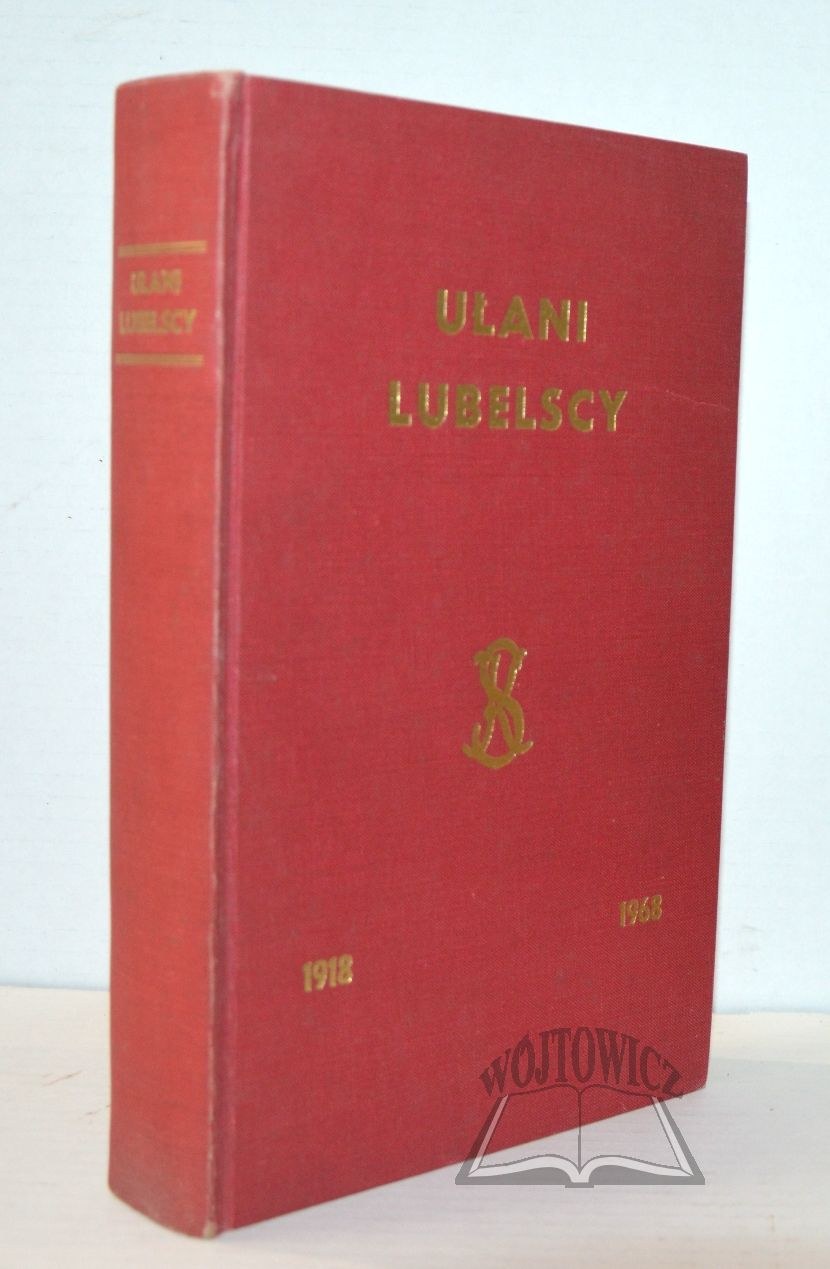 UŁANI
LUBELSCY
UŁANI
LUBELSCY
1918
1968
WÓJTOWICZ